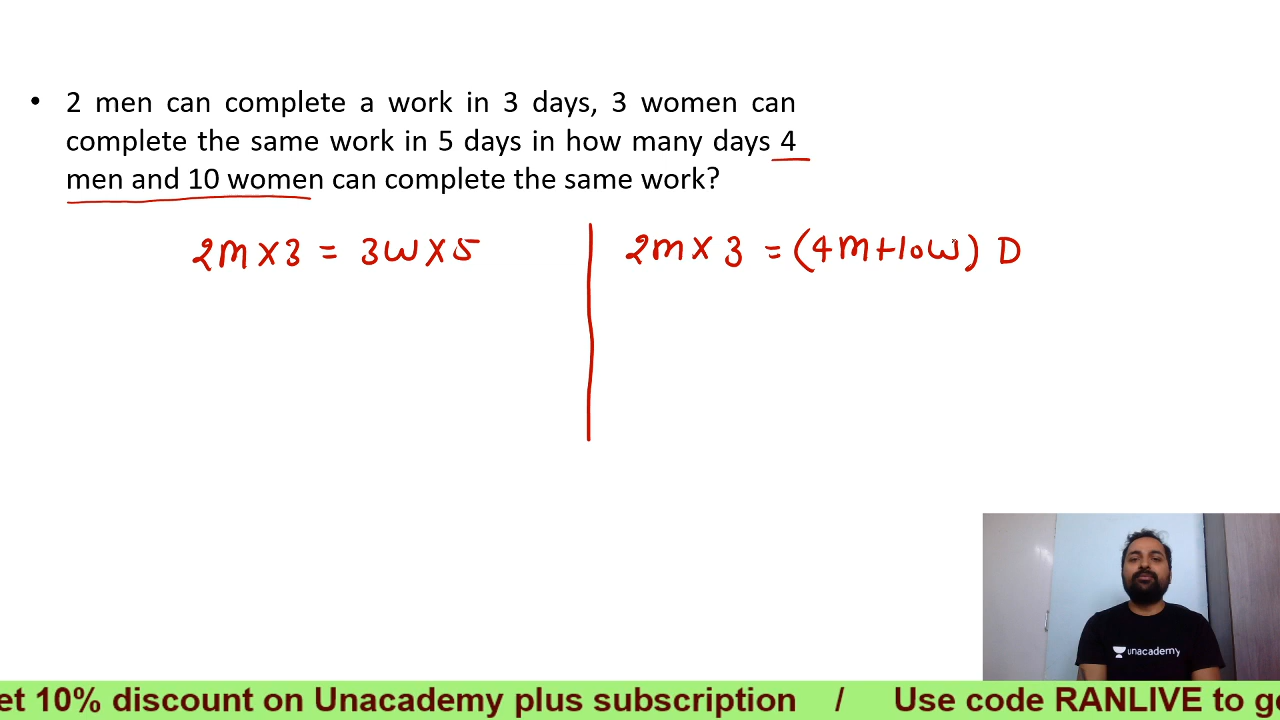 • 2 men can complete a work in 3 days, 3 women can
complete the same work in 5 days in how many days 4
men and 10 women can complete the same work?
2m × 3 = 3w × 5
2m × 3 = (4m+10w) D
unacademy
et 10% discount on Unacademy plus subscription / Use code RANLIVE to ge